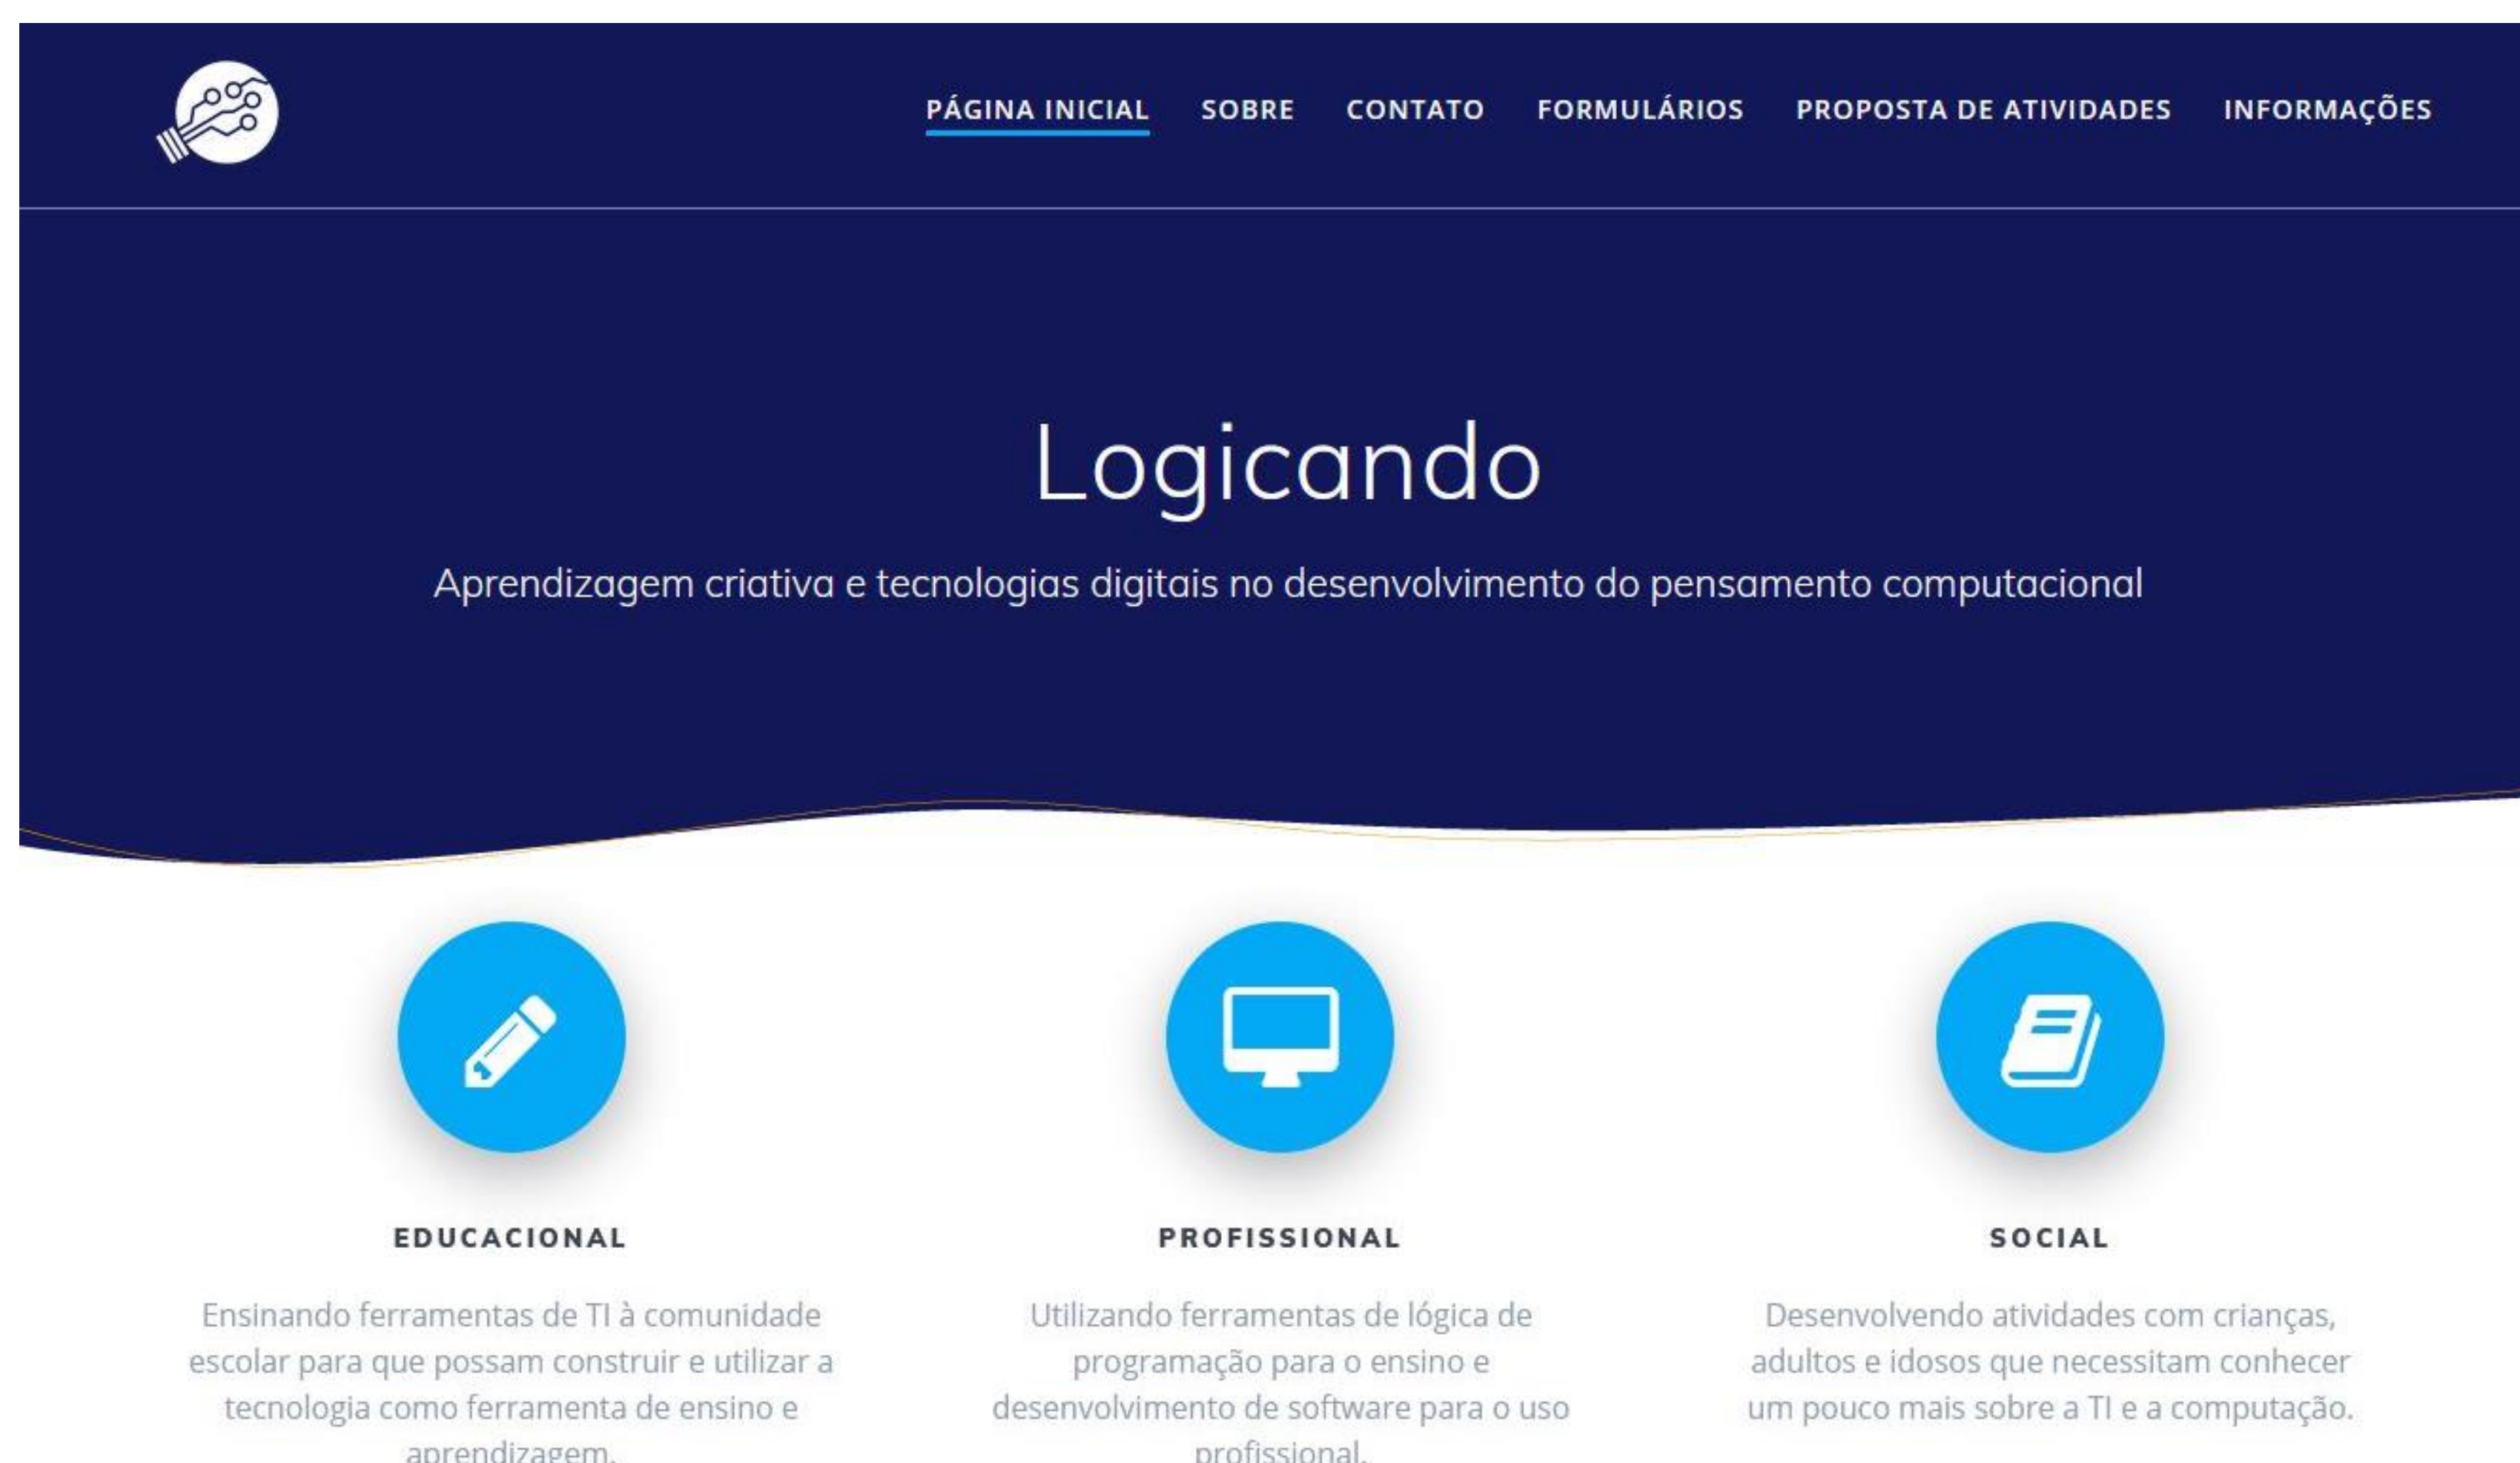 PÁGINA INICIAL SOBRE CONTATO FORMULÁRIOS PROPOSTA DE ATIVIDADES INFORMAÇÕES
Logicando
Aprendizagem criativa e tecnologias digitais no desenvolvimento do pensamento computacional
EDUCACIONAL
Ensinando ferramentas de TI à comunidade
escolar para que possam construir e utilizar a
tecnologia como ferramenta de ensino e
aprendizagem.
PROFISSIONAL
Utilizando ferramentas de lógica de
programação para o ensino e
desenvolvimento de software para o uso
profissional.
SOCIAL
Desenvolvendo atividades com crianças,
adultos e idosos que necessitam conhecer
um pouco mais sobre a TI e a computação.